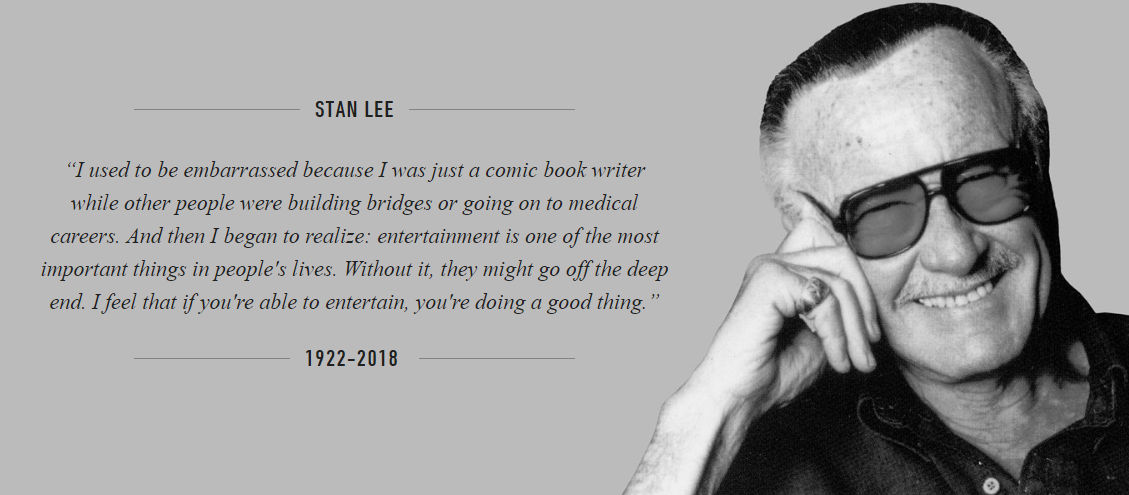 STAN LEE
“I used to be embarrassed because I was just a comic book writer
while other people were building bridges or going on to medical
careers. And then I began to realize: entertainment is one of the most
important things in people's lives. Without it, they might go off the deep
end. I feel that if you're able to entertain, you're doing a good thing.”
1922-2018